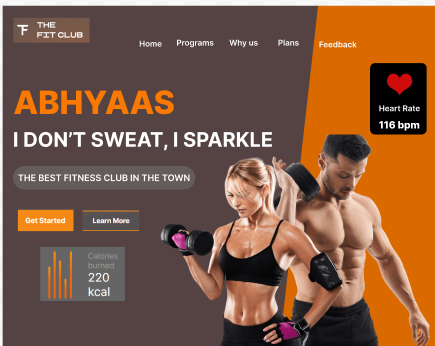 THE
FIT CLUB
Home Programs Why us Plans Feedback
Heart Rate
116 bpm
ABHYAAS
I DON'T SWEAT, I SPARKLE
THE BEST FITNESS CLUB IN THE TOWN
Get Started Learn More
Calories
burned
220
kcal